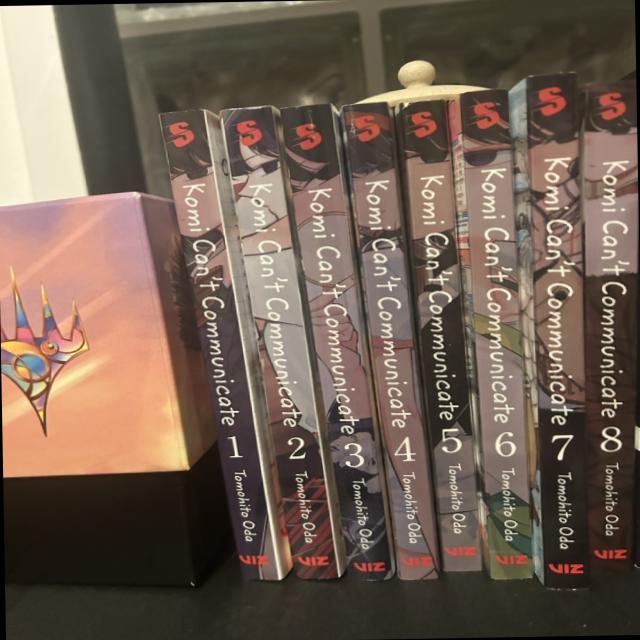 S
Komi Can't Communicate 1 Tomohito Oda
VIZ
S
Komi Can't Communicate 2 Tomohito Oda
VIZ
S
Komi Can't Communicate 3 Tomohito Oda
VIZ
S
Komi Can't Communicate 4 Tomohito Oda
VIZ
S
Komi Can't Communicate 5 Tomohito Oda
VIZ
S
Komi Can't Communicate 6 Tomohito Oda
VIZ
S
Komi Can't Communicate 7 Tomohito Oda
VIZ
S
Komi Can't Communicate 8 Tomohito Oda
VIZ